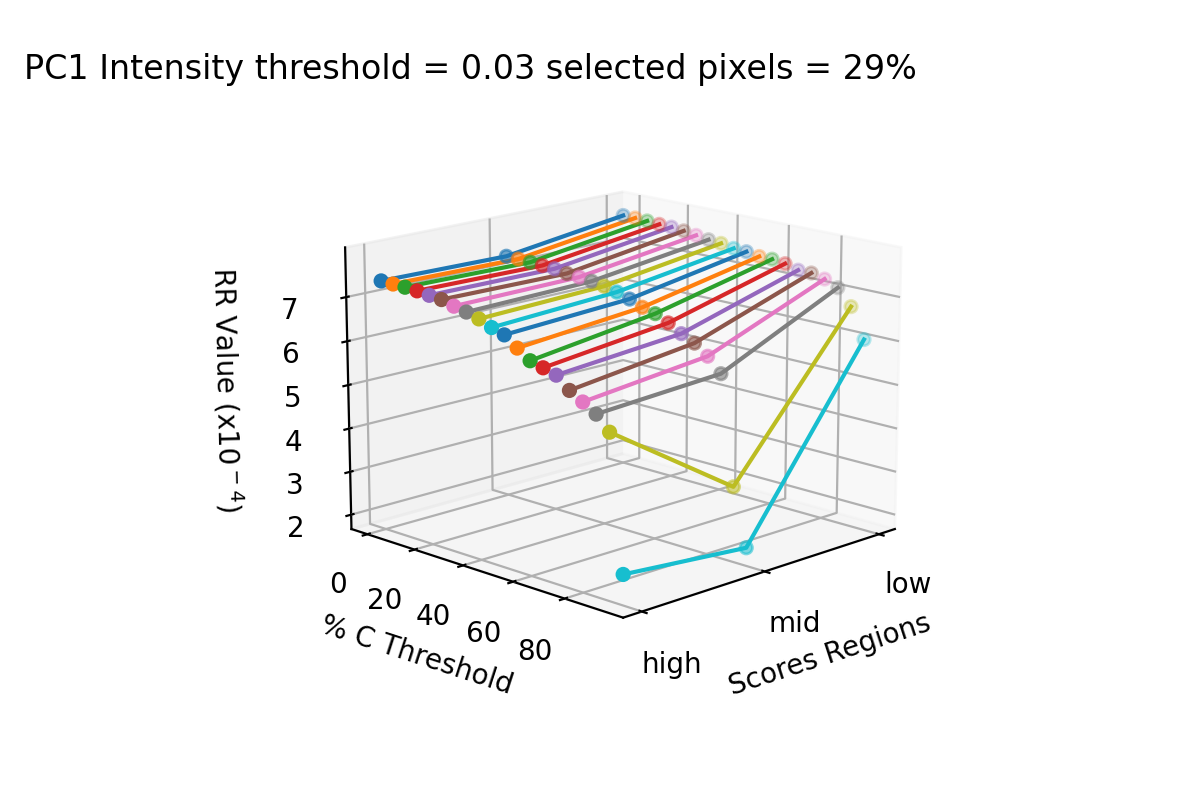 PC1 Intensity threshold = 0.03 selected pixels = 29%
RR Value (x10⁻⁴)
7
6
5
4
3
2
0
20
40
60
80
% C Threshold
high
mid
low
Scores Regions